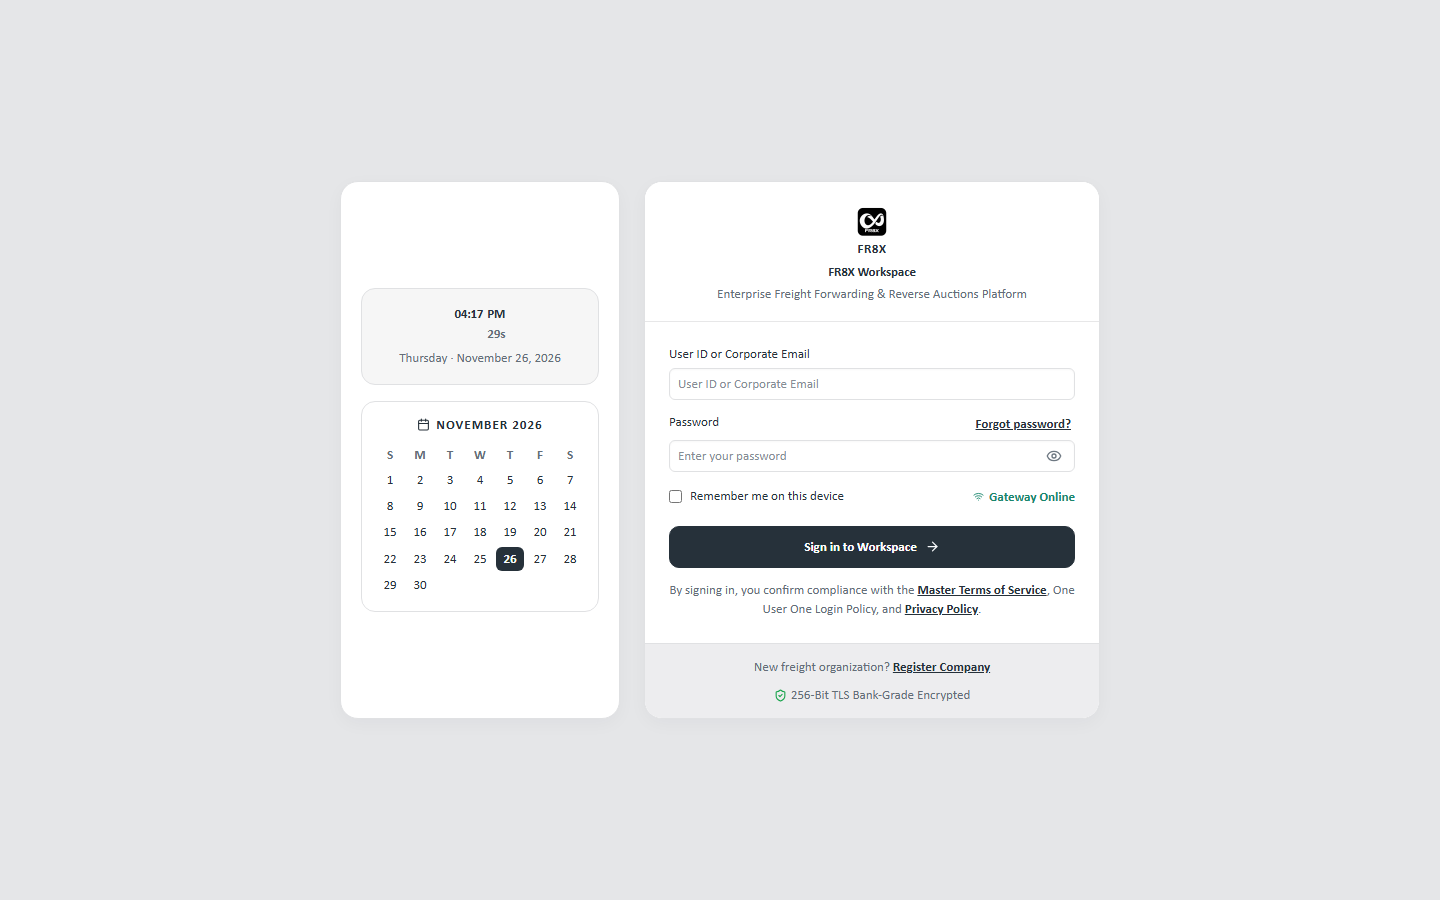 04:17 PM
29s
Thursday · November 26, 2026
NOVEMBER 2026
S M T W T F S
1 2 3 4 5 6 7
8 9 10 11 12 13 14
15 16 17 18 19 20 21
22 23 24 25 26 27 28
29 30
FR8X
FR8X
FR8X Workspace
Enterprise Freight Forwarding & Reverse Auctions Platform
User ID or Corporate Email
User ID or Corporate Email
Password Forgot password?
Enter your password
Remember me on this device Gateway Online
Sign in to Workspace
By signing in, you confirm compliance with the Master Terms of Service, One
User One Login Policy, and Privacy Policy.
New freight organization? Register Company
256-Bit TLS Bank-Grade Encrypted